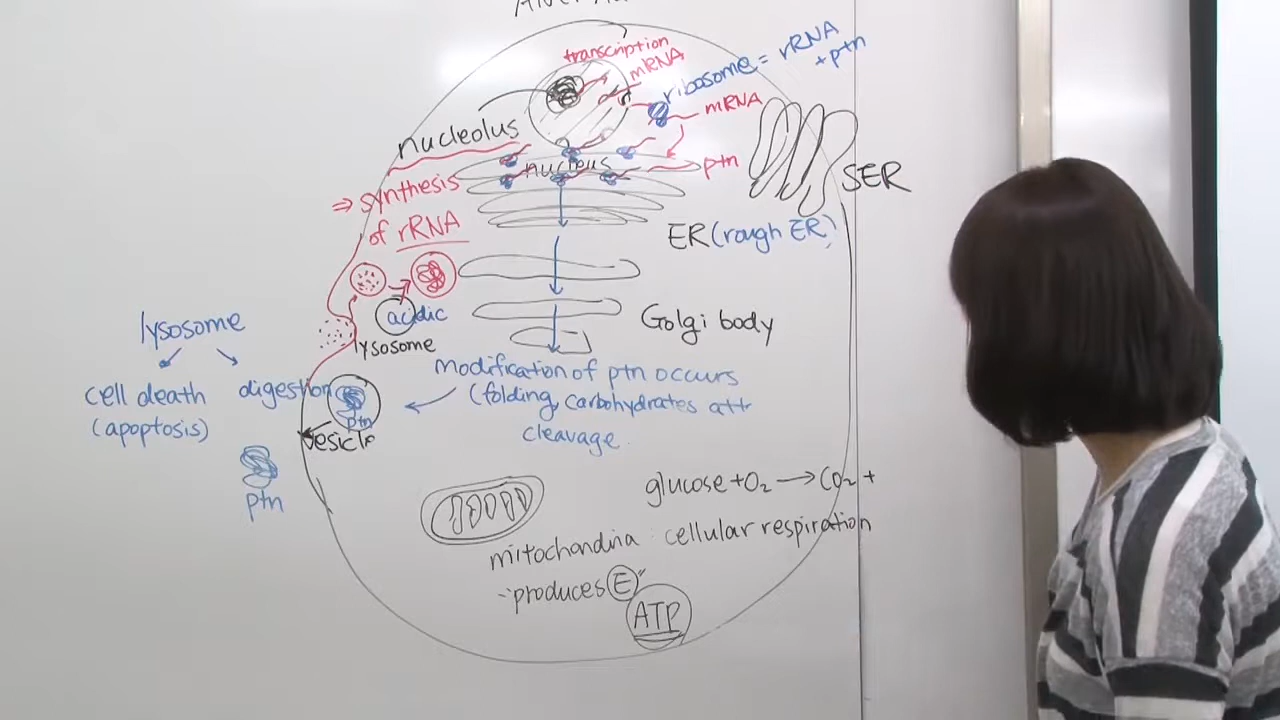 transcription
mRNA
ribosome = rRNA
+ ptn
mRNA
nucleolus
nucleus
ptn
SER
⇒ synthesis
of rRNA
ER (rough ER)
acidic
lysosome
Golgi body
lysosome
cell death
(apoptosis)
digestion
ptn
vesicle
ptn
modification of ptn occurs
(folding, carbohydrates att
cleavage.
glucose + O₂ → CO₂ +
mitochondria : cellular respiration
produces E
ATP